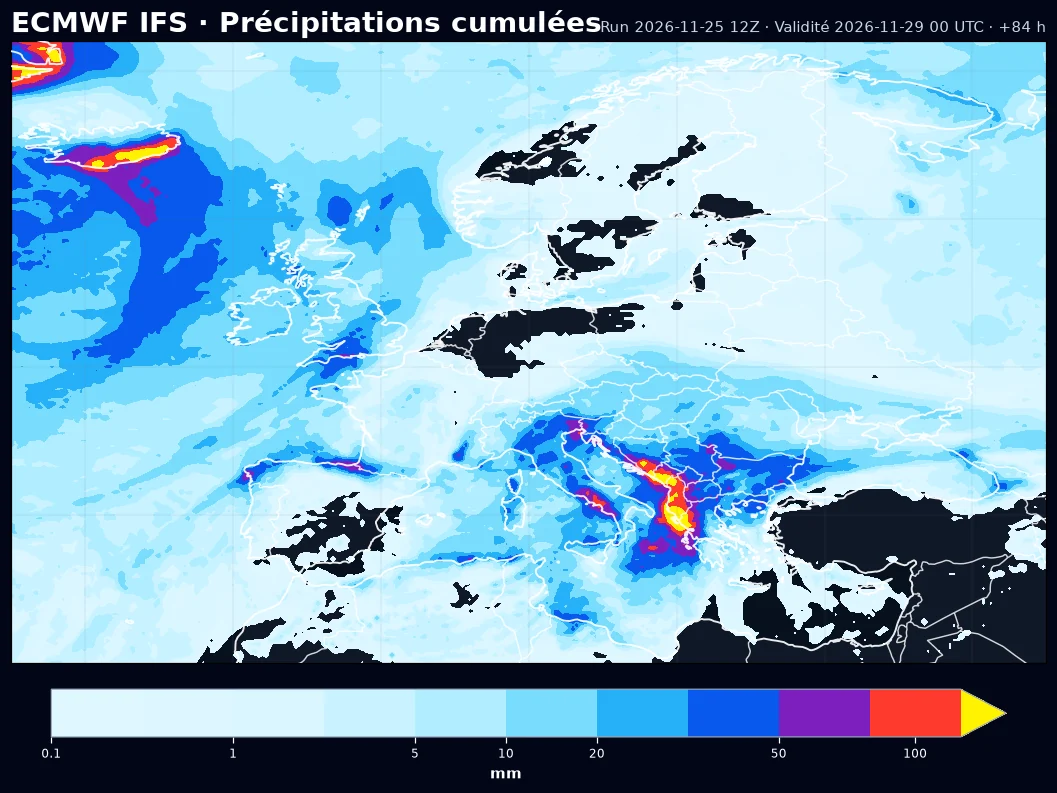 ECMWF IFS · Précipitations cumulées
Run 2026-11-25 12Z · Validité 2026-11-29 00 UTC · +84 h
0.1 1 5 10 20 50 100
mm